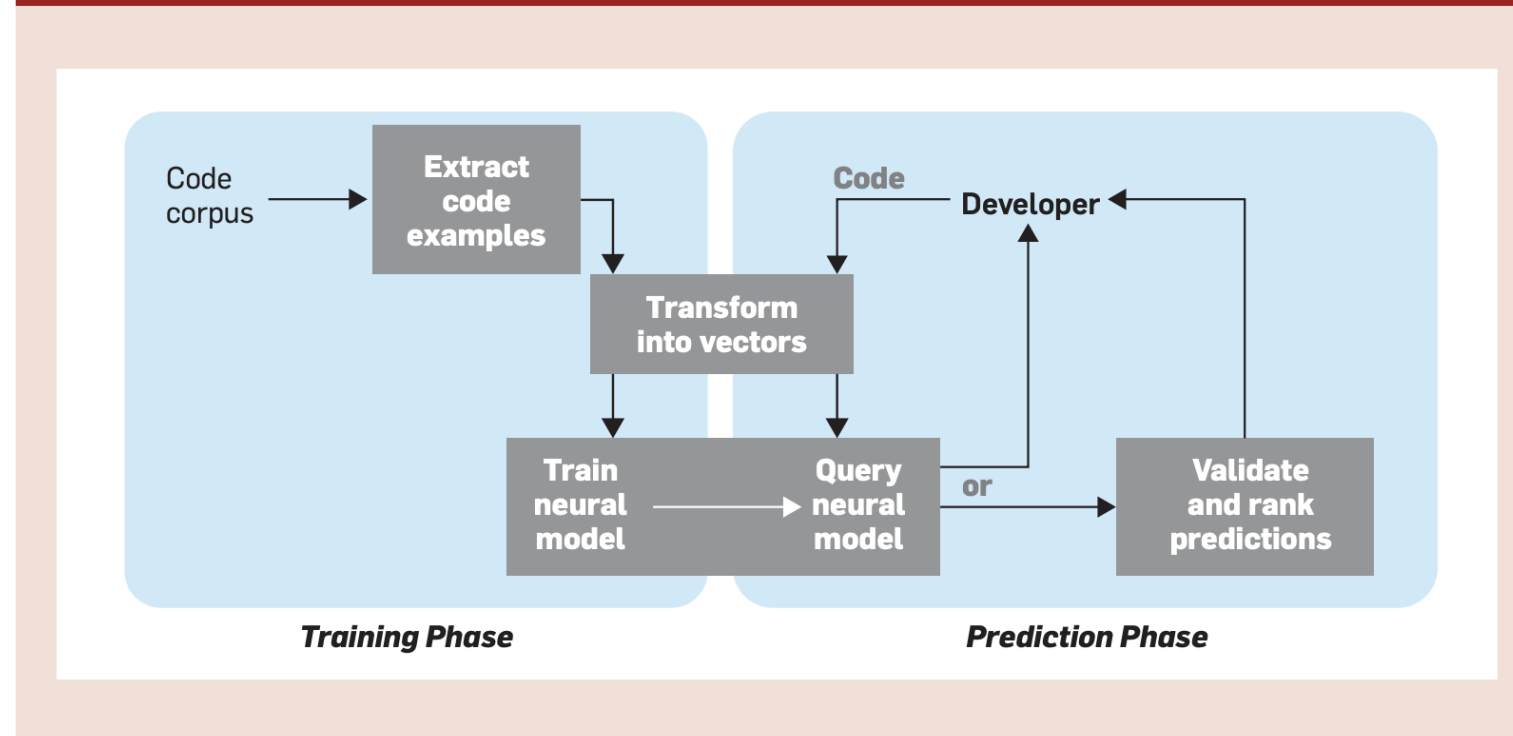 Code
corpus
Extract
code
examples
Code
Developer
Transform
into vectors
Train
neural
model
Query
neural
model
or
Validate
and rank
predictions
Training Phase
Prediction Phase